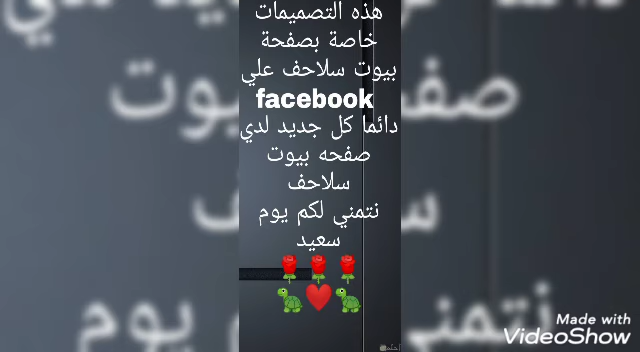 هذه التصميمات
خاصة بصفحة
بيوت سلاحف علي
facebook
دائما كل جديد لدي
صفحه بيوت
سلاحف
نتمني لكم يوم
سعيد
🌹🌹🌹
🐢❤️🐢
Made with
VideoShow